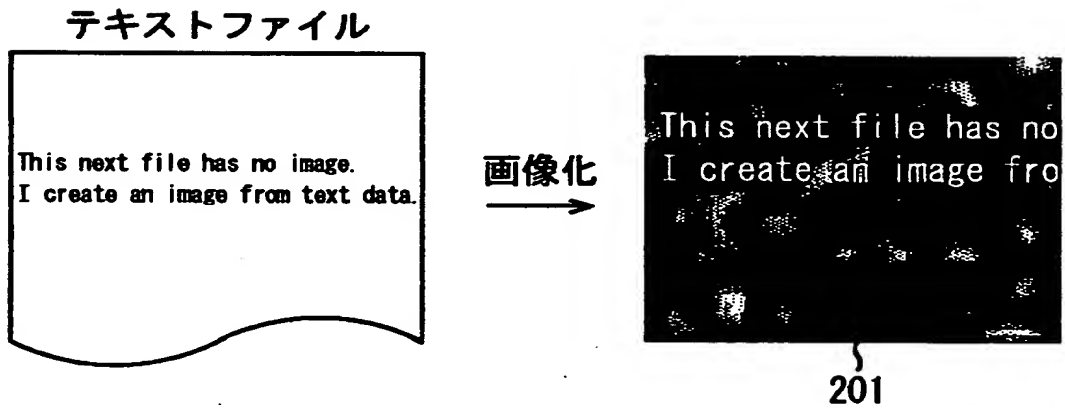 テキストファイル
This next file has no image.
I create an image from text data.
画像化
This next file has no
I create an image fro
201